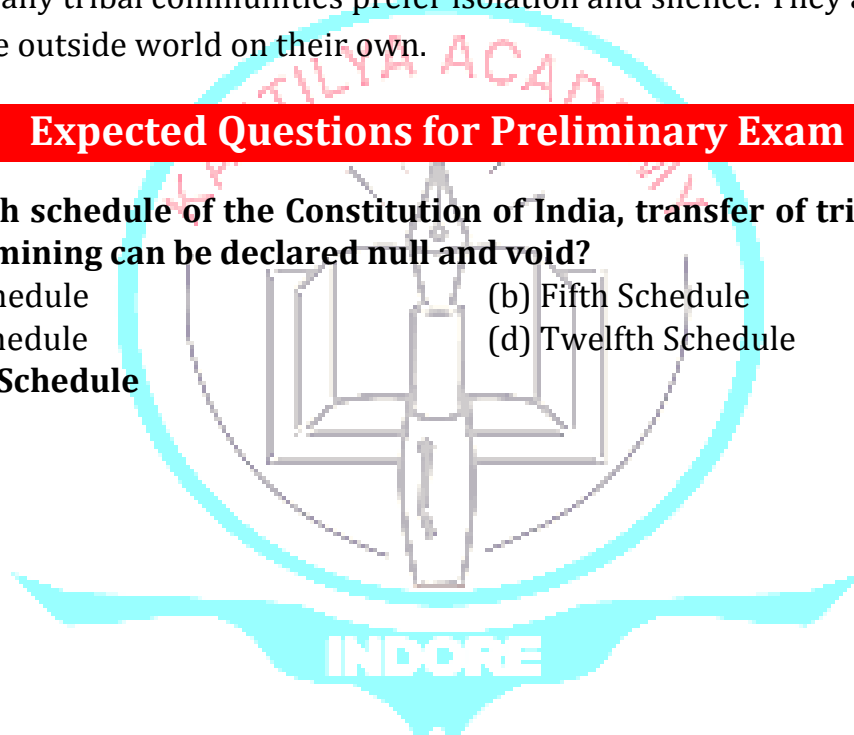 any tribal communities prefer isolation and silence. They a
e outside world on their own.
KAUTILYA ACADEMY
Expected Questions for Preliminary Exam
h schedule of the Constitution of India, transfer of tri
mining can be declared null and void?
hedule (b) Fifth Schedule
hedule (d) Twelfth Schedule
Schedule
INDORE